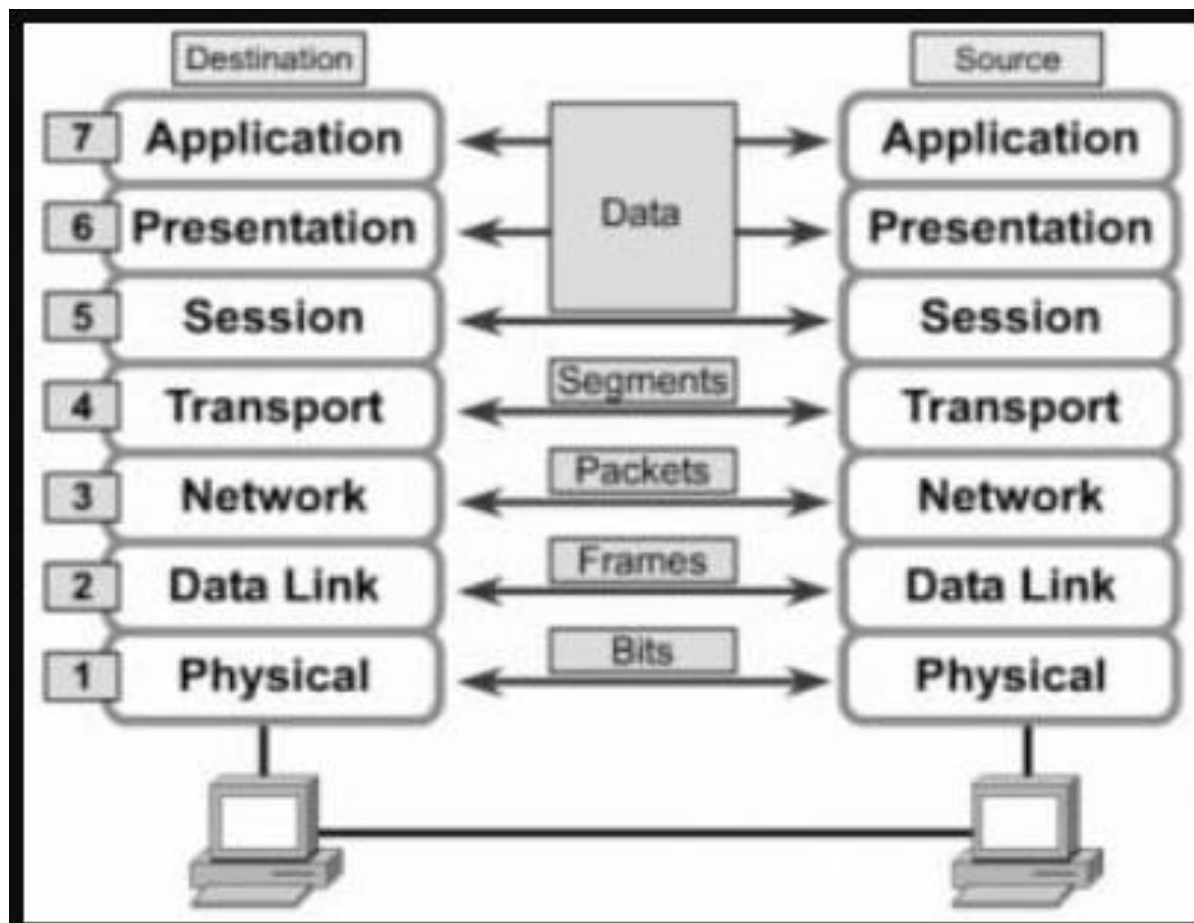 Destination
Source
7 Application
Data
Application
6 Presentation
Presentation
5 Session
Session
4 Transport
Segments
Transport
3 Network
Packets
Network
2 Data Link
Frames
Data Link
1 Physical
Bits
Physical